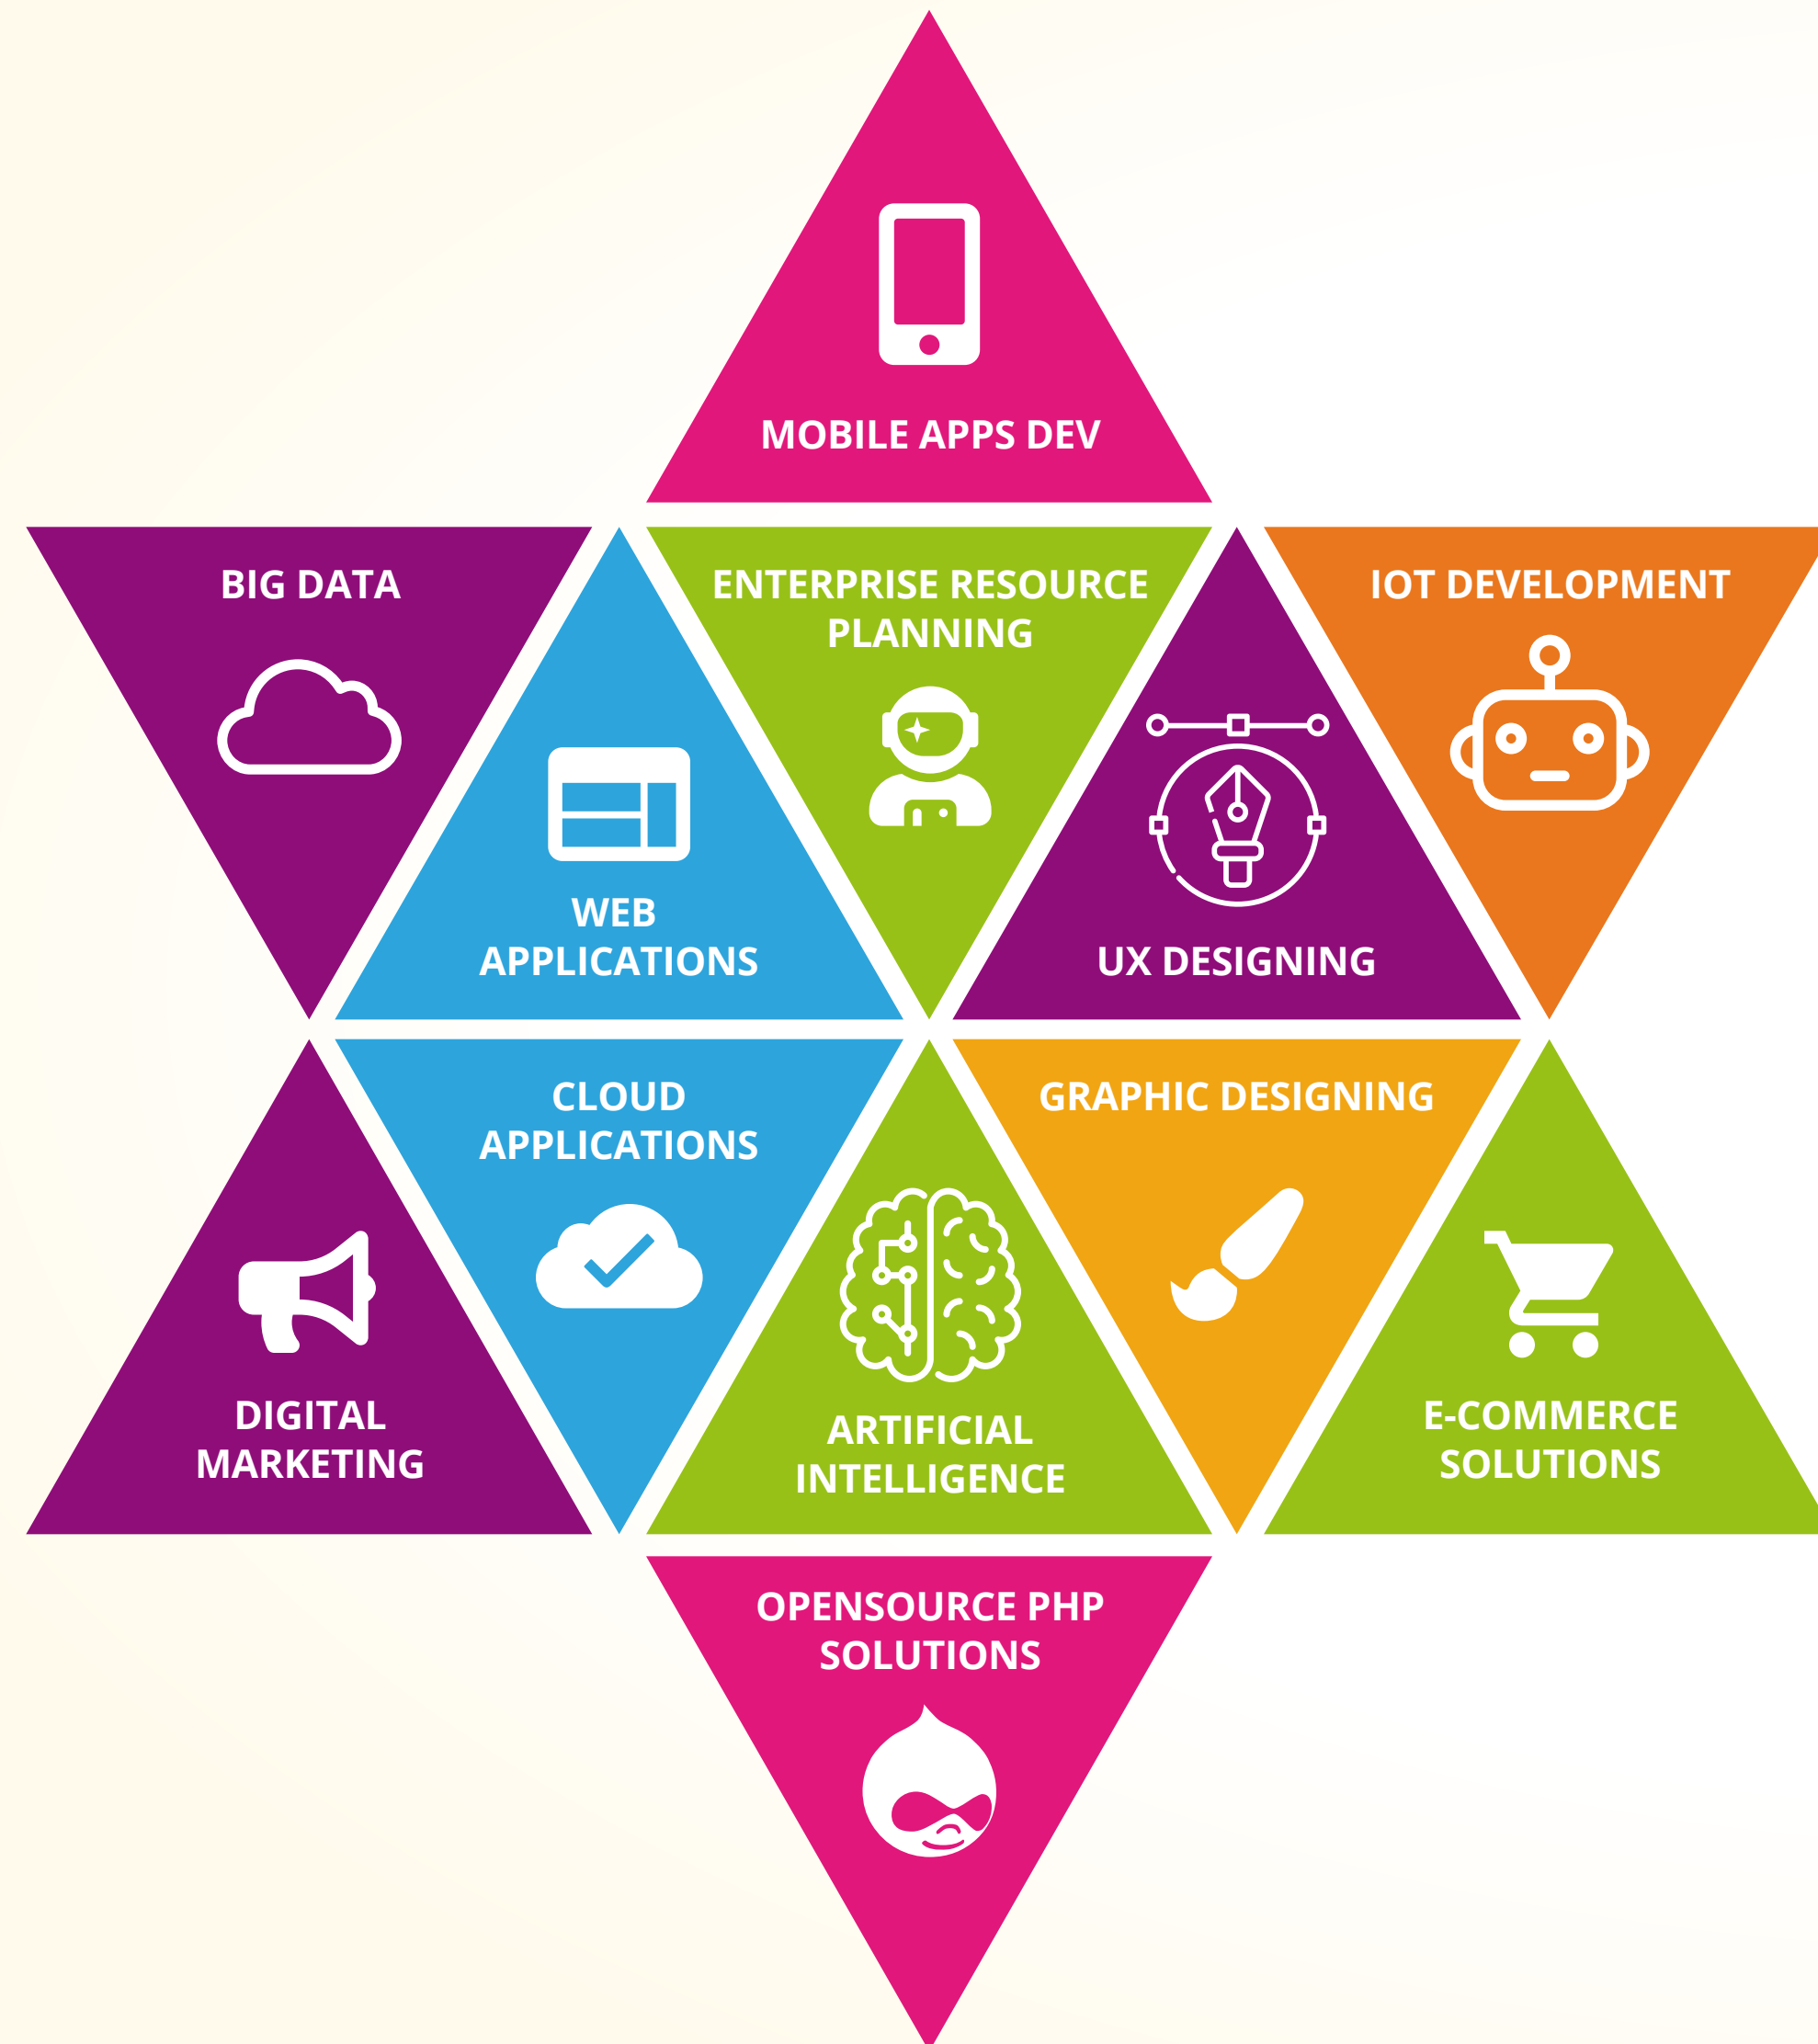 MOBILE APPS DEV
BIG DATA
ENTERPRISE RESOURCE
PLANNING
IOT DEVELOPMENT
WEB
APPLICATIONS
UX DESIGNING
CLOUD
APPLICATIONS
GRAPHIC DESIGNING
DIGITAL
MARKETING
ARTIFICIAL
INTELLIGENCE
E-COMMERCE
SOLUTIONS
OPENSOURCE PHP
SOLUTIONS